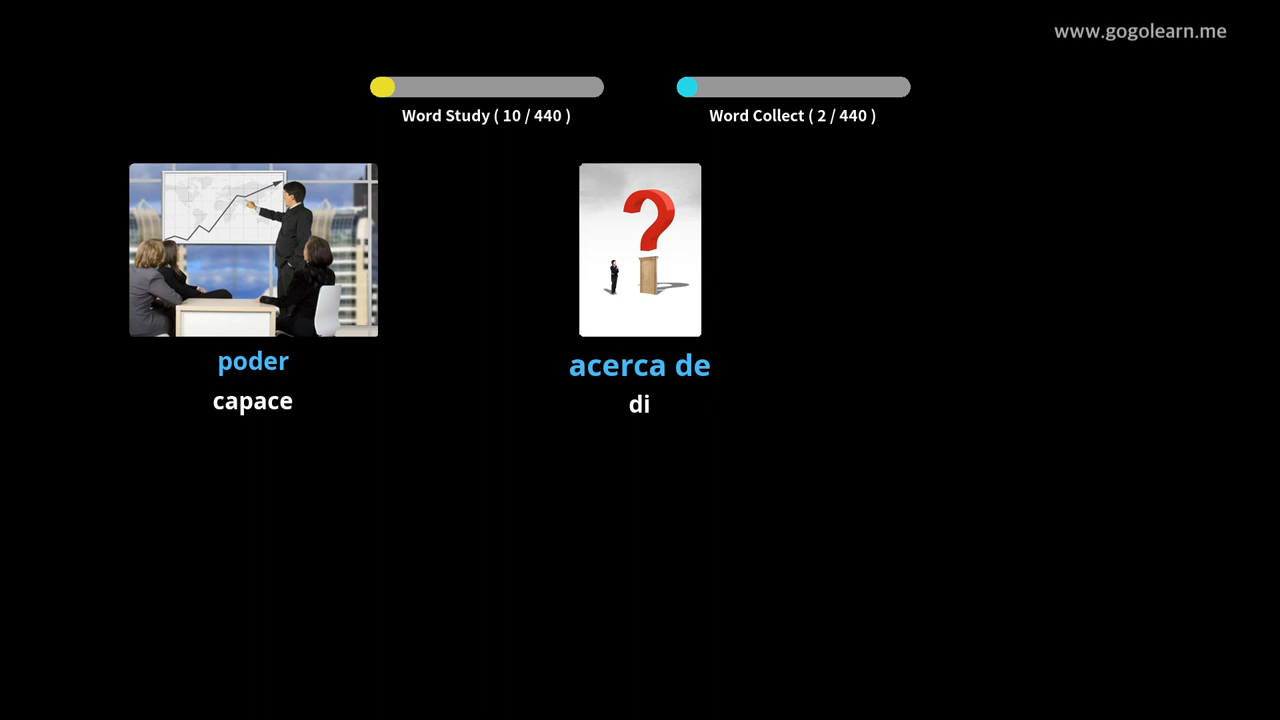 www.gogolearn.me
Word Study ( 10 / 440 )
Word Collect ( 2 / 440 )
poder
capace
acerca de
di